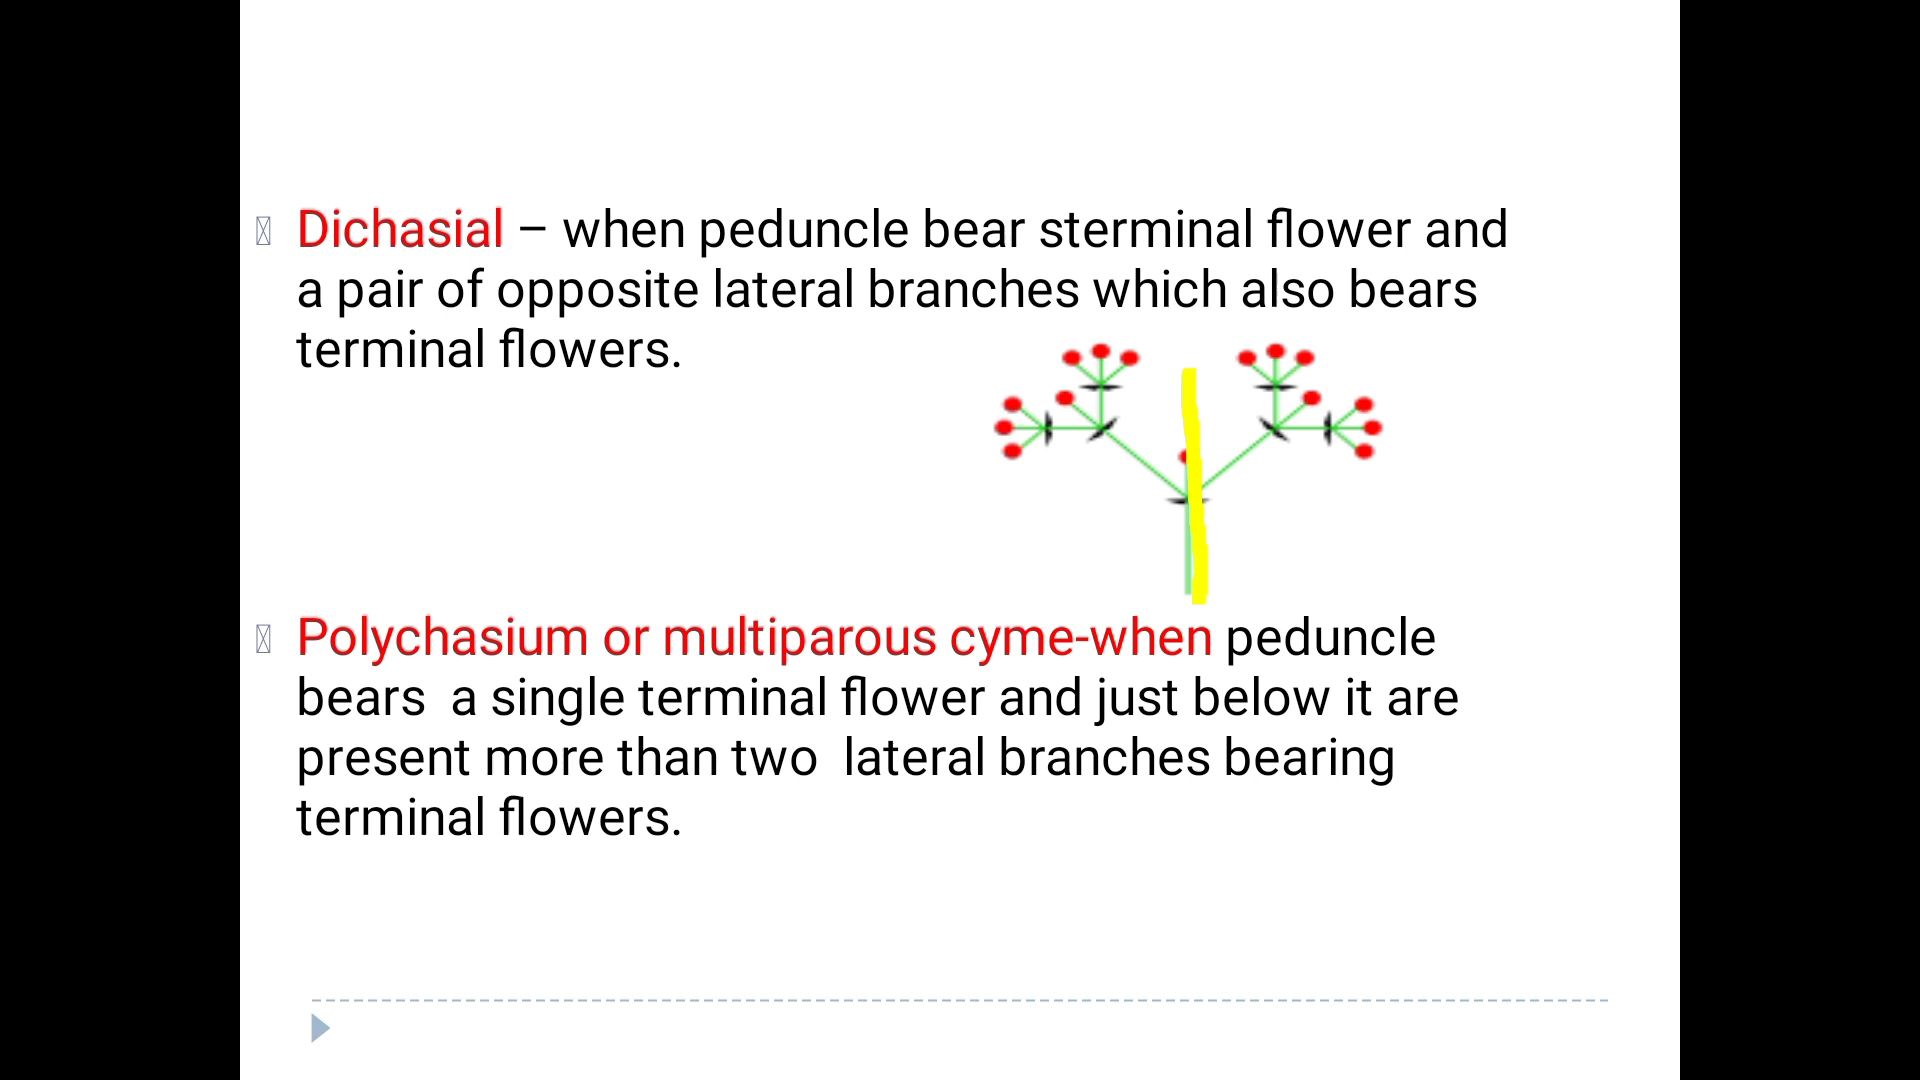 Dichasial – when peduncle bear sterminal flower and
a pair of opposite lateral branches which also bears
terminal flowers.
Polychasium or multiparous cyme-when peduncle
bears  a single terminal flower and just below it are
present more than two  lateral branches bearing
terminal flowers.